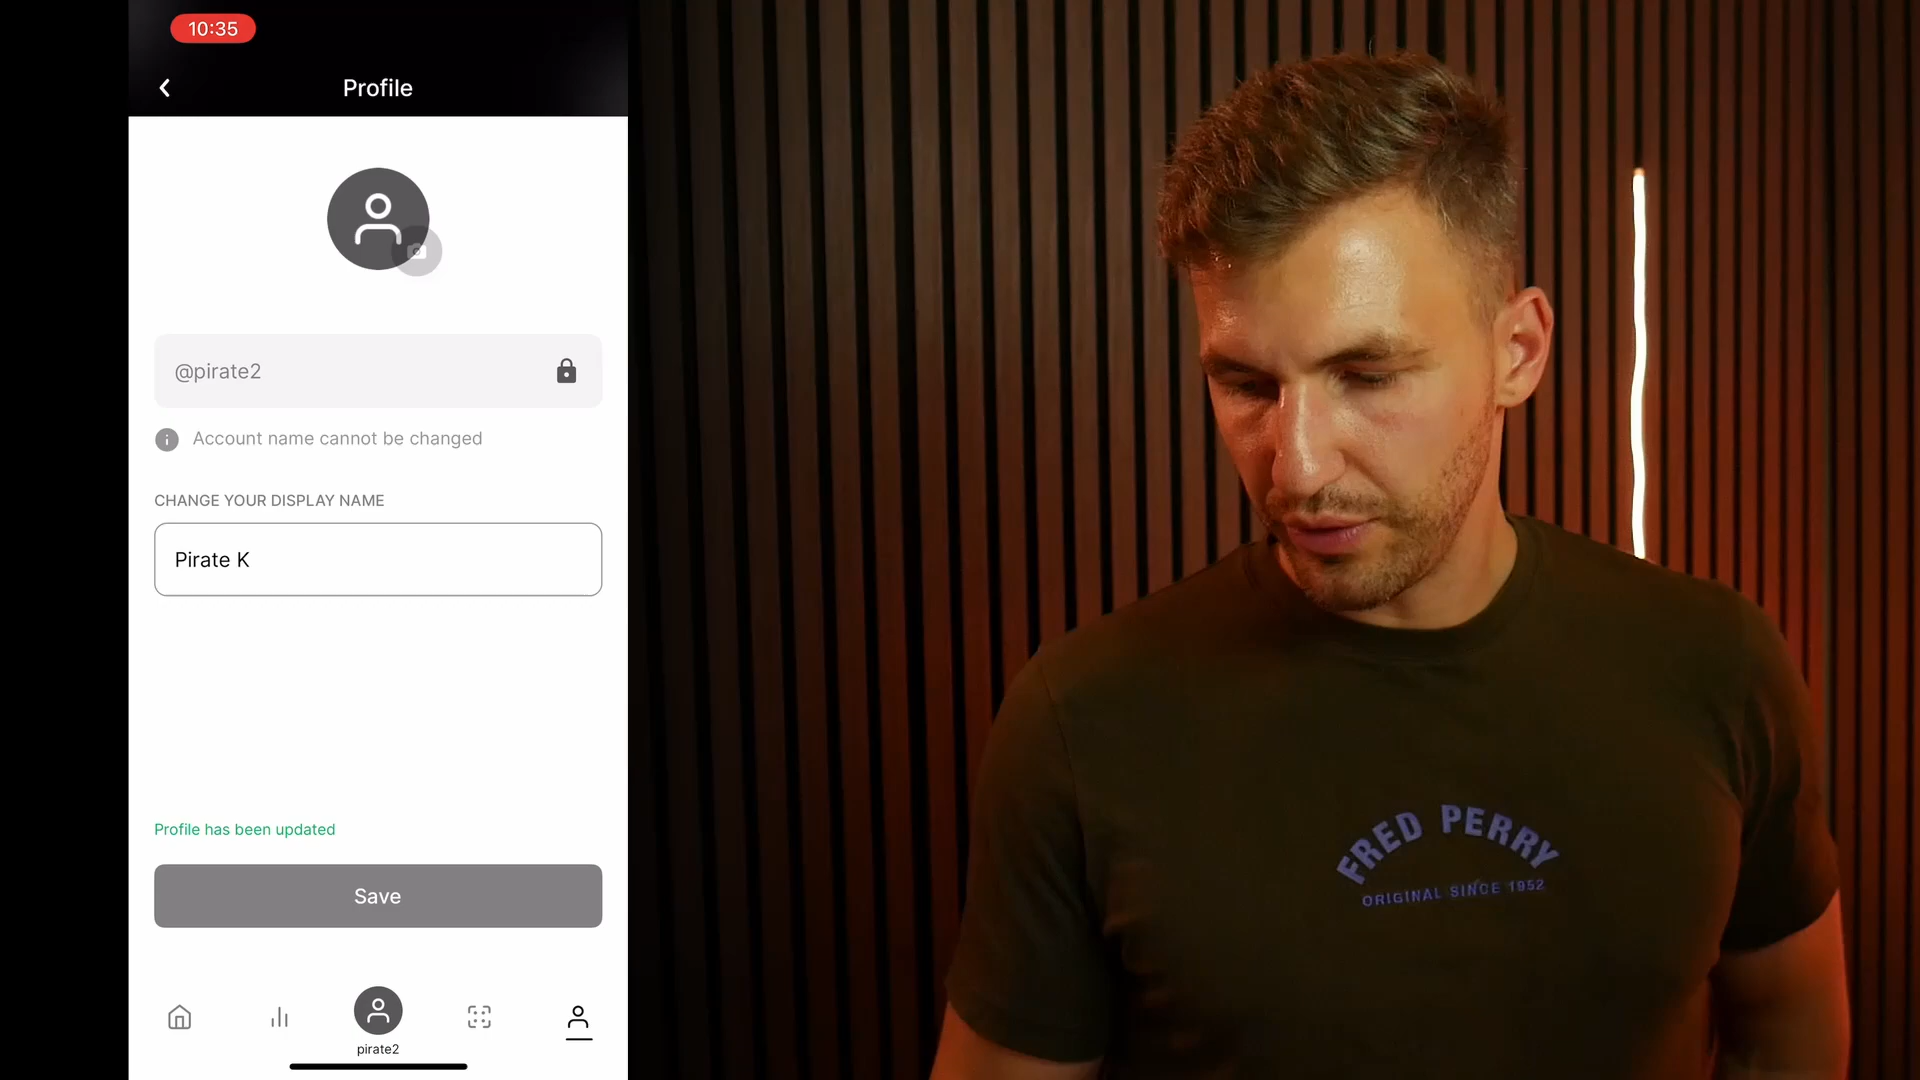 10:35
Profile
@pirate2
Account name cannot be changed
CHANGE YOUR DISPLAY NAME
Pirate K
Profile has been updated
Save
pirate2
FRED PERRY
ORIGINAL SINCE 1952